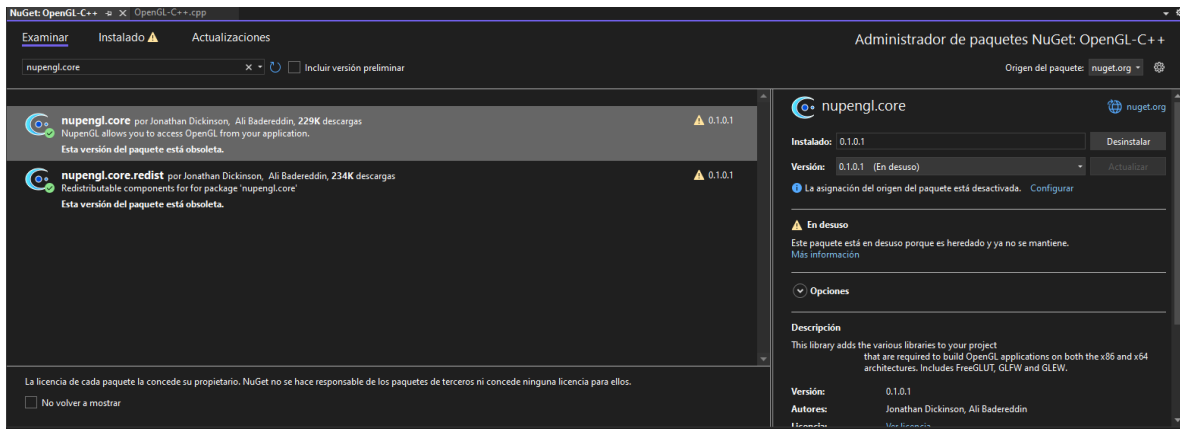 NuGet: OpenGL-C++ OpenGL-C++.cpp
Examinar Instalado Actualizaciones
Administrador de paquetes NuGet: OpenGL-C++
nupengl.core Incluir versión preliminar
Origen del paquete: nuget.org
nupengl.core por Jonathan Dickinson, Ali Badereddin, 229K descargas 0.1.0.1
NupenGL allows you to access OpenGL from your application.
Esta versión del paquete está obsoleta.
nupengl.core.redist por Jonathan Dickinson, Ali Badereddin, 234K descargas 0.1.0.1
Redistributable components for for package 'nupengl.core'
Esta versión del paquete está obsoleta.
La licencia de cada paquete la concede su propietario. NuGet no se hace responsable de los paquetes de terceros ni concede ninguna licencia para ellos.
No volver a mostrar
nupengl.core nuget.org
Instalado: 0.1.0.1 Desinstalar
Versión: 0.1.0.1 (En desuso) Actualizar
La asignación del origen del paquete está desactivada. Configurar
En desuso
Este paquete está en desuso porque es heredado y ya no se mantiene.
Más información
Opciones
Descripción
This library adds the various libraries to your project
that are required to build OpenGL applications on both the x86 and x64
architectures. Includes FreeGLUT, GLFW and GLEW.
Versión: 0.1.0.1
Autores: Jonathan Dickinson, Ali Badereddin
Licencia: Ver licencia